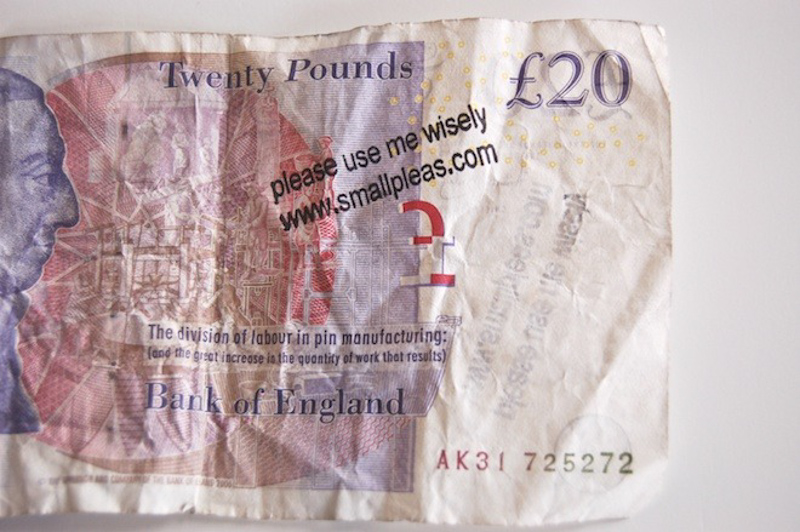 Twenty Pounds
£20
please use me wisely
www.smallpleas.com
The division of labour in pin manufacturing:
(and the great increase in the quantity of work that results)
Bank of England
AK31 725272